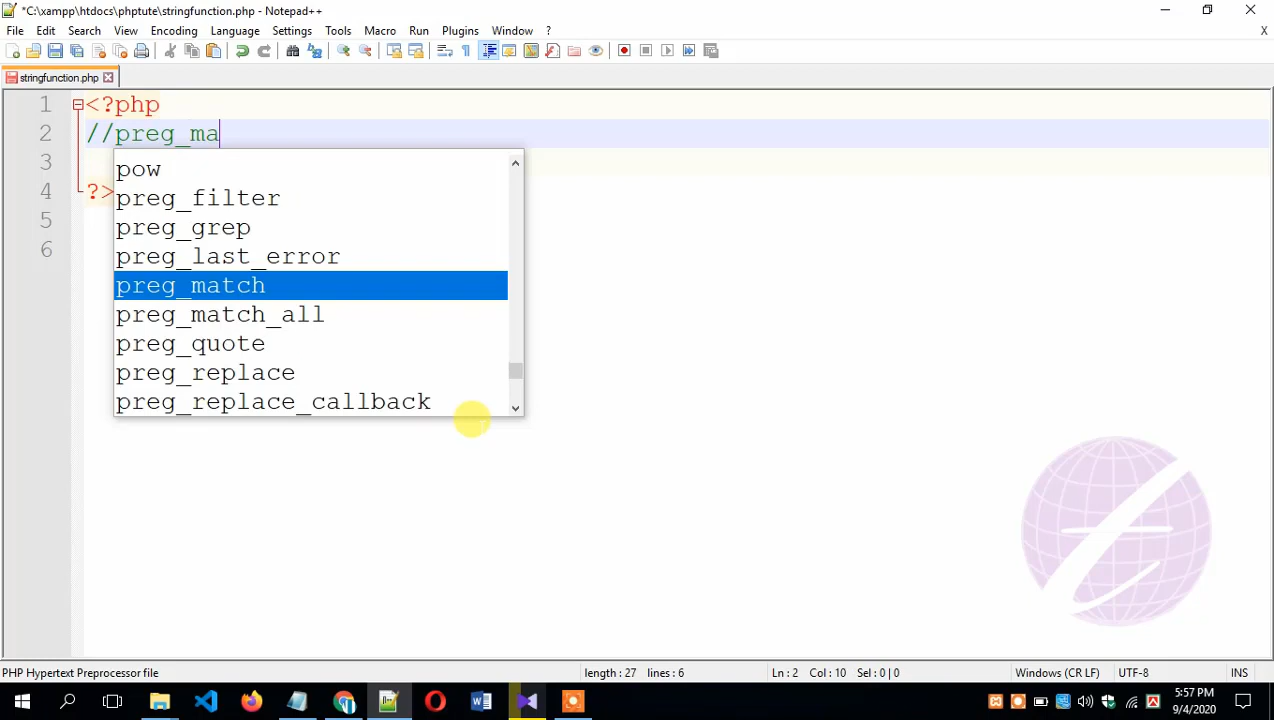 *C:\xampp\htdocs\phptute\stringfunction.php - Notepad++
File Edit Search View Encoding Language Settings Tools Macro Run Plugins Window ? X
stringfunction.php
1 <?php
2 //preg_ma
3
4 ?>
5
6
pow
preg_filter
preg_grep
preg_last_error
preg_match
preg_match_all
preg_quote
preg_replace
preg_replace_callback
PHP Hypertext Preprocessor file length : 27 lines : 6 Ln : 2 Col : 10 Sel : 0 | 0 Windows (CR LF) UTF-8 INS
5:57 PM
9/4/2020